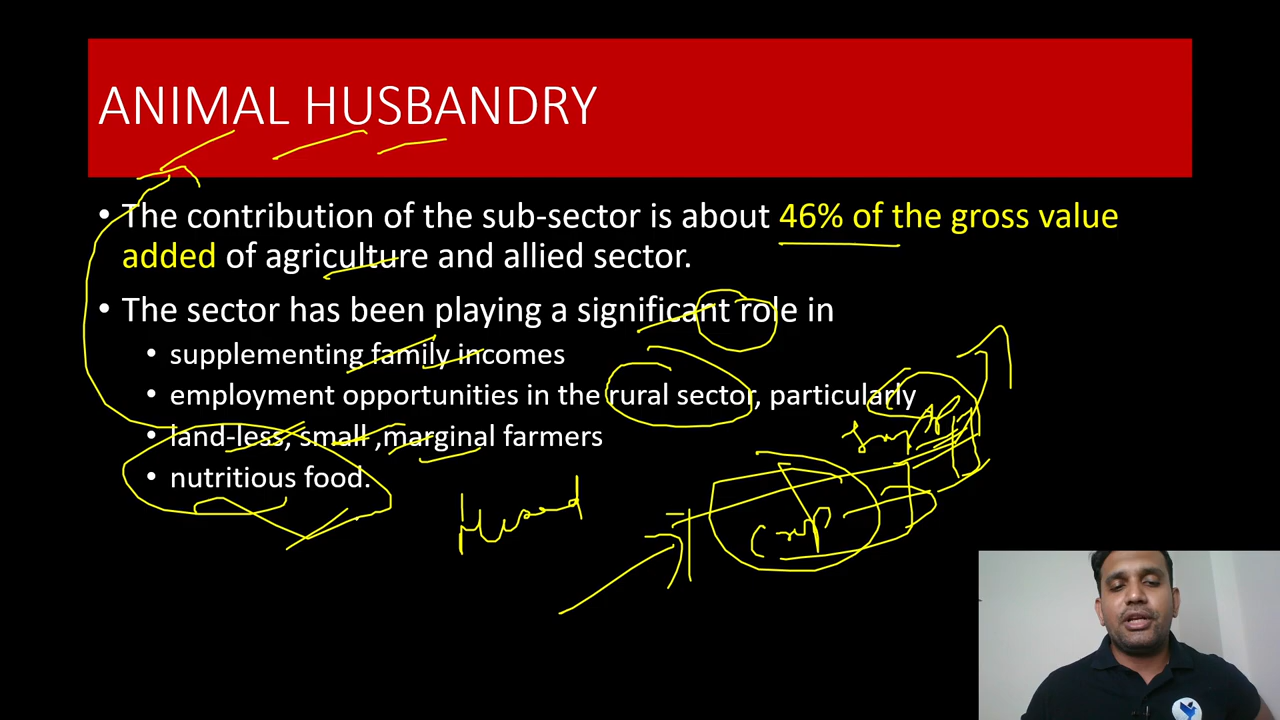 ANIMAL HUSBANDRY
• The contribution of the sub-sector is about 46% of the gross value
added of agriculture and allied sector.
• The sector has been playing a significant role in
• supplementing family incomes
• employment opportunities in the rural sector, particularly
• land-less, small ,marginal farmers
• nutritious food.
Crop